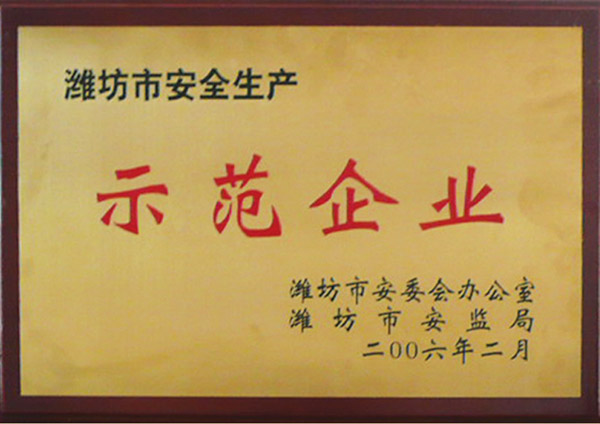 潍坊市安全生产
示范企业
潍坊市安委会办公室
潍坊市安监局
二00六年二月